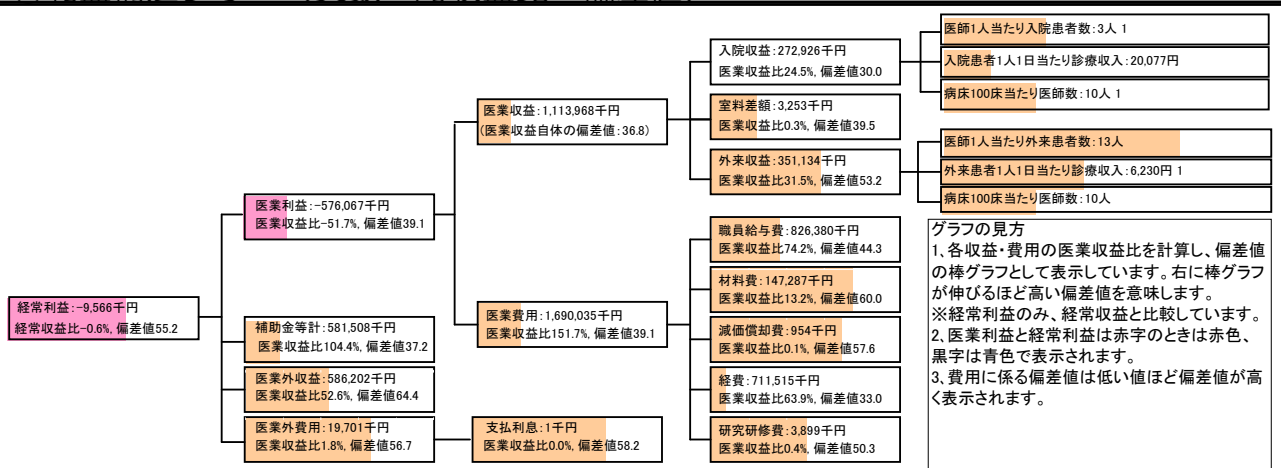 経常利益:-9,566千円
経常収支比-0.6%, 偏差値55.2
医業利益:-576,067千円
医業収益比-51.7%, 偏差値39.1
補助金等計:581,508千円
医業収益比104.4%, 偏差値37.2
医業外収益:586,202千円
医業収益比52.6%, 偏差値64.4
医業外費用:19,701千円
医業収益比1.8%, 偏差値56.7
医業収益:1,113,968千円
(医業収益自体の偏差値:36.8)
医業費用:1,690,035千円
医業収益比151.7%, 偏差値39.1
支払利息:1千円
医業収益比0.0%, 偏差値58.2
入院収益:272,926千円
医業収益比24.5%, 偏差値30.0
室料差額:3,253千円
医業収益比0.3%, 偏差値39.5
外来収益:351,134千円
医業収益比31.5%, 偏差値53.2
職員給与費:826,380千円
医業収益比74.2%, 偏差値44.3
材料費:147,287千円
医業収益比13.2%, 偏差値60.0
減価償却費:954千円
医業収益比0.1%, 偏差値57.6
経費:711,515千円
医業収益比63.9%, 偏差値33.0
研究研修費:3,899千円
医業収益比0.4%, 偏差値50.3
医師1人当たり入院患者数:3人 1
入院患者1人1日当たり診療収入:20,077円
病床100床当たり医師数:10人 1
医師1人当たり外来患者数:13人
外来患者1人1日当たり診療収入:6,230円 1
病床100床当たり医師数:10人
グラフの見方
1、各収益・費用の医業収益比を計算し、偏差値
の棒グラフとして表示しています。右に棒グラフ
が伸びるほど高い偏差値を意味します。
※経常利益のみ、経常収益と比較しています。
2、医業利益と経常利益は赤字のときは赤色、
黒字は青色で表示されます。
3、費用に係る偏差値は低い値ほど偏差値が高
く表示されます。